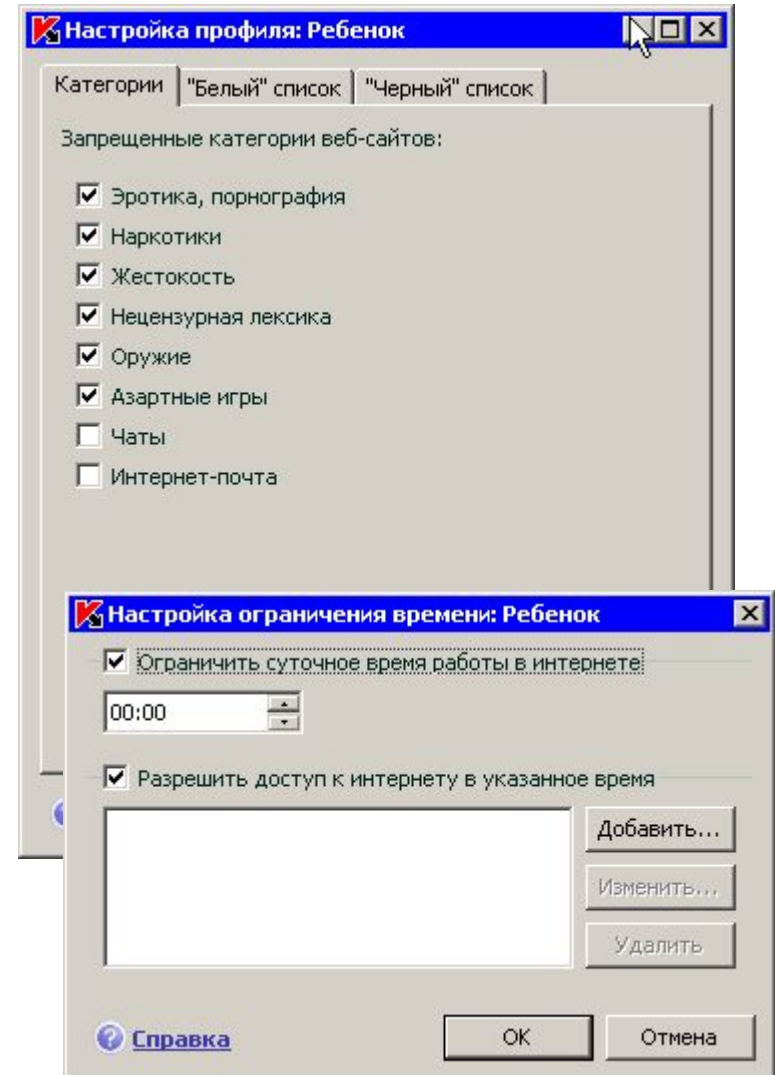 Настройка профиля: Ребенок
Категории "Белый" список "Черный" список
Запрещенные категории веб-сайтов:
Эротика, порнография
Наркотики
Жестокость
Нецензурная лексика
Оружие
Азартные игры
Чаты
Интернет-почта
Настройка ограничения времени: Ребенок
Ограничить суточное время работы в интернете
00:00
Разрешить доступ к интернету в указанное время
Добавить...
Изменить...
Удалить
Справка OK Отмена